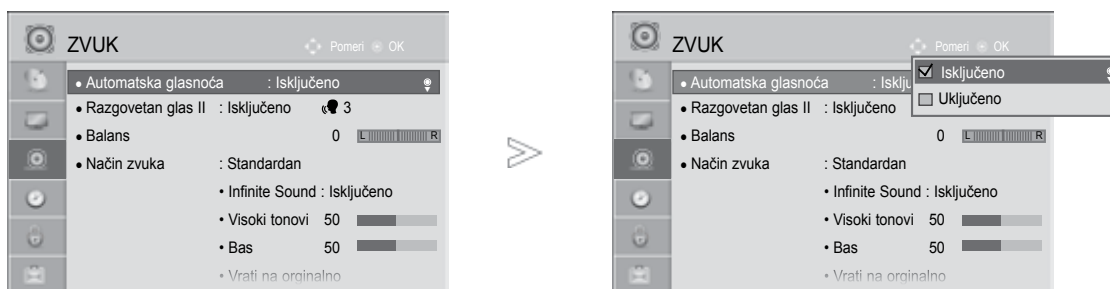 ZVUK
Pomeri OK
• Automatska glasnoća : Isključeno
• Razgovetan glas II : Isključeno 3
• Balans 0 L R
• Način zvuka : Standardan
• Infinite Sound : Isključeno
• Visoki tonovi 50
• Bas 50
• Vrati na orginalno
ZVUK
Pomeri OK
• Automatska glasnoća : Isklju
Isključeno
Uključeno
• Razgovetan glas II : Isključeno
• Balans 0 L R
• Način zvuka : Standardan
• Infinite Sound : Isključeno
• Visoki tonovi 50
• Bas 50
• Vrati na orginalno